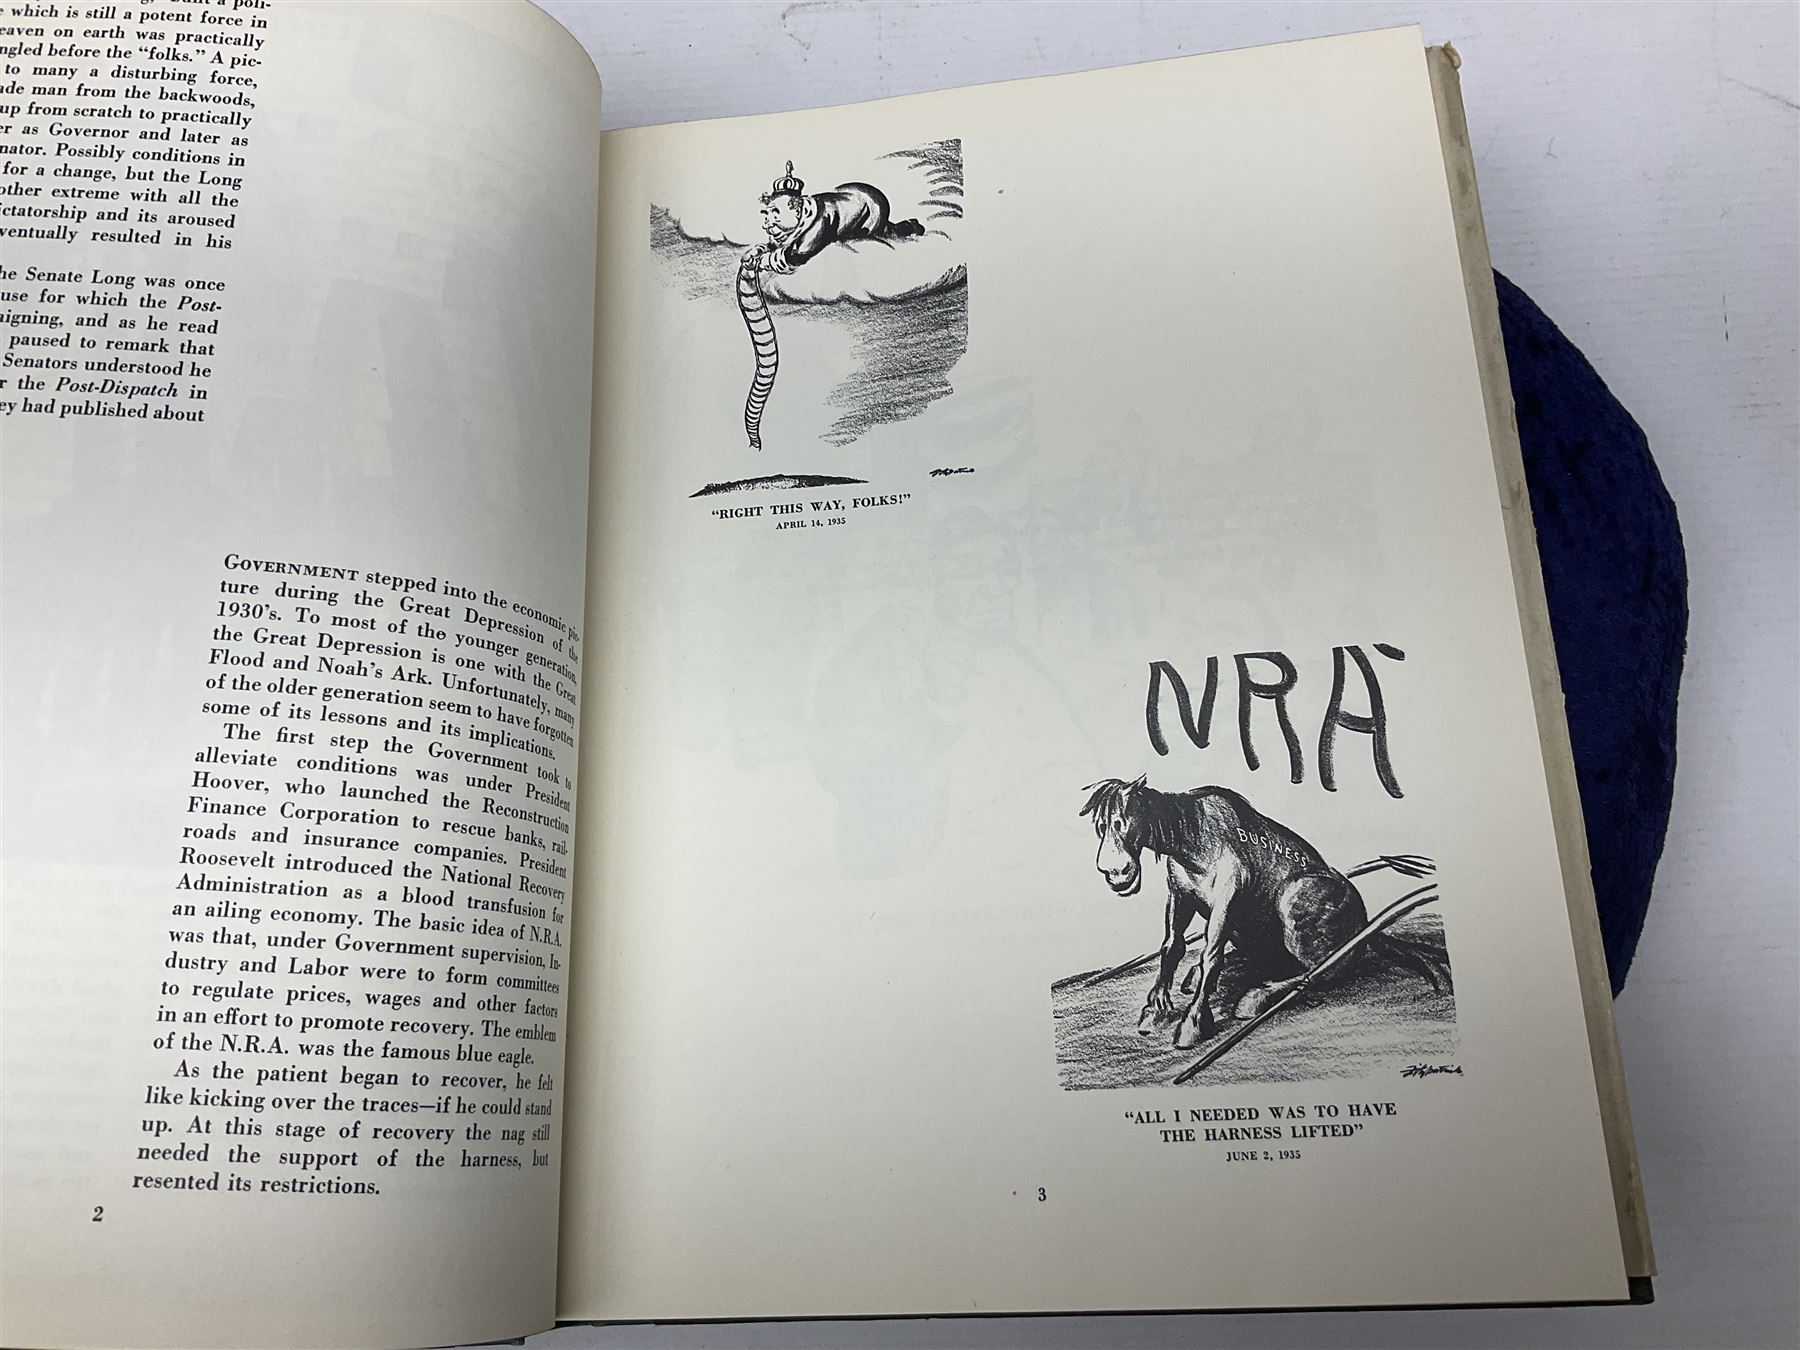 which is still a potent force in
on earth was practically
before the “folks.” A pic-
to many a disturbing force,
man from the backwoods,
up from scratch to practically
as Governor and later as
Possibly conditions in
for a change, but the Long
other extreme with all the
and its aroused
eventually resulted in his
the Senate Long was once
for which the Post-
and as he read
paused to remark that
Senators understood he
the Post-Dispatch in
had published about
GOVERNMENT stepped into the economic pic-
ture during the Great Depression of the
1930’s. To most of the younger generation,
the Great Depression is one with the Great
Flood and Noah’s Ark. Unfortunately, many
of the older generation seem to have forgotten
some of its lessons and its implications.
The first step the Government took to
alleviate conditions was under President
Hoover, who launched the Reconstruction
Finance Corporation to rescue banks, rail-
roads and insurance companies. President
Roosevelt introduced the National Recovery
Administration as a blood transfusion for
an ailing economy. The basic idea of N.R.A.
was that, under Government supervision, In-
dustry and Labor were to form committees
to regulate prices, wages and other factors
in an effort to promote recovery. The emblem
of the N.R.A. was the famous blue eagle.
As the patient began to recover, he felt
like kicking over the traces—if he could stand
up. At this stage of recovery the nag still
needed the support of the harness, but
resented its restrictions.
2
Fitzpatrick
“RIGHT THIS WAY, FOLKS!”
APRIL 14, 1935
NRA
BUSINESS
Fitzpatrick
“ALL I NEEDED WAS TO HAVE
THE HARNESS LIFTED”
JUNE 2, 1935
3